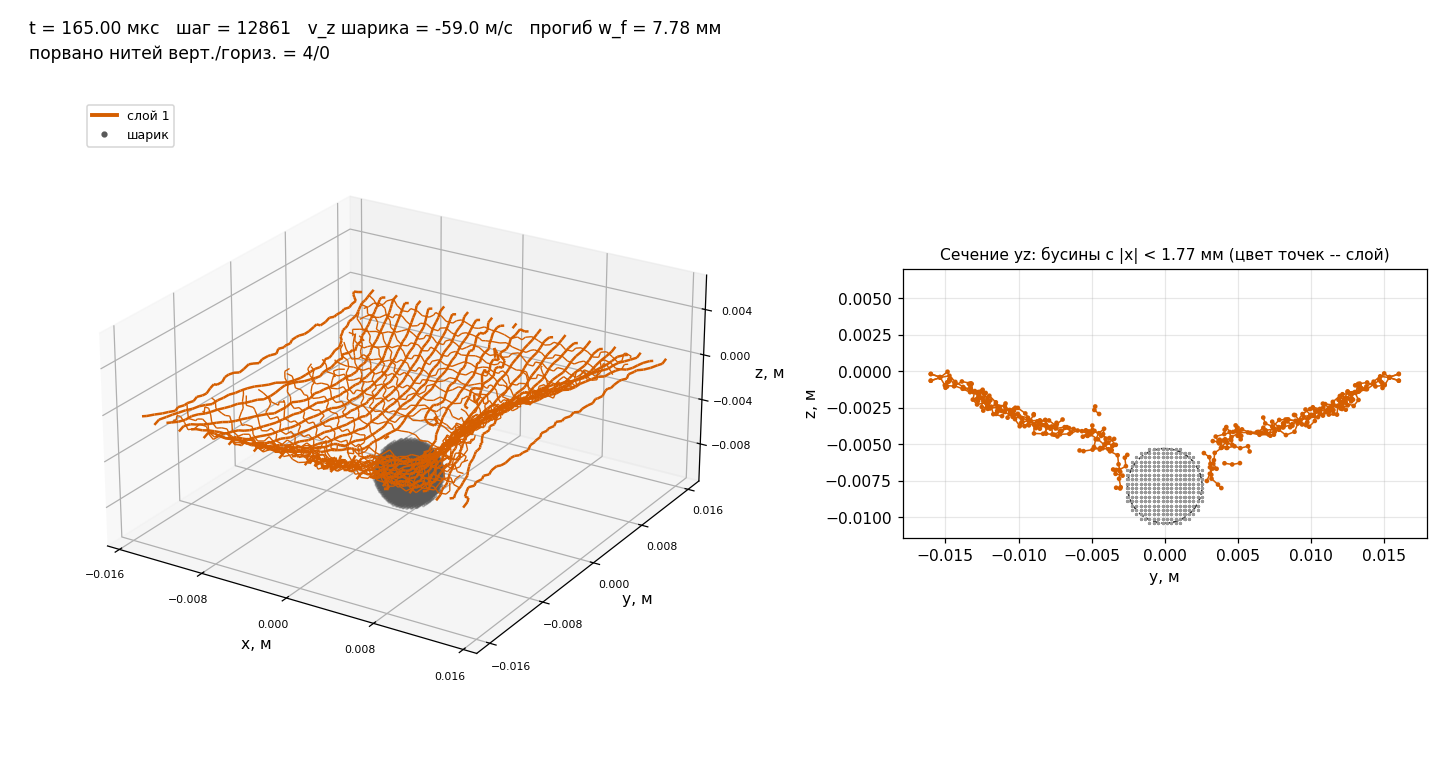 t = 165.00 мкс   шаг = 12861   v_z шарика = -59.0 м/с   прогиб w_f = 7.78 мм
порвано нитей верт./гориз. = 4/0
слой 1
шарик
0.004
0.000
−0.004
−0.008
z, м
0.016
0.008
0.000
−0.008
−0.016
y, м
−0.016
−0.008
0.000
0.008
0.016
x, м
Сечение yz: бусины с |x| < 1.77 мм (цвет точек -- слой)
0.0050
0.0025
0.0000
−0.0025
−0.0050
−0.0075
−0.0100
z, м
−0.015 −0.010 −0.005 0.000 0.005 0.010 0.015
y, м